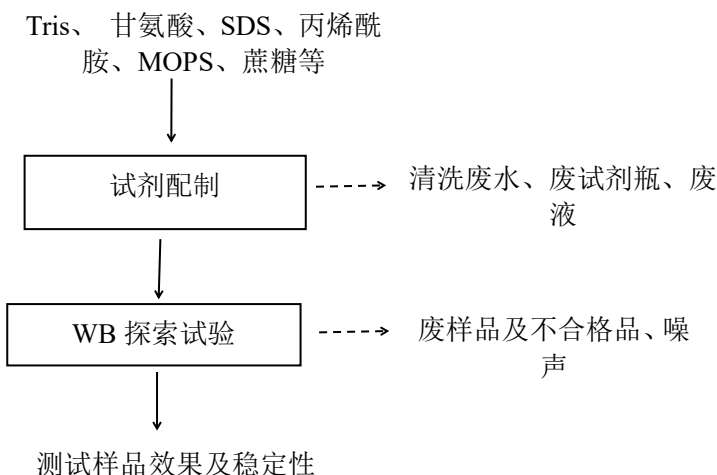 Tris、 甘氨酸、SDS、丙烯酰
胺、MOPS、蔗糖等
试剂配制
清洗废水、废试剂瓶、废
液
WB 探索试验
废样品及不合格品、噪
声
测试样品效果及稳定性